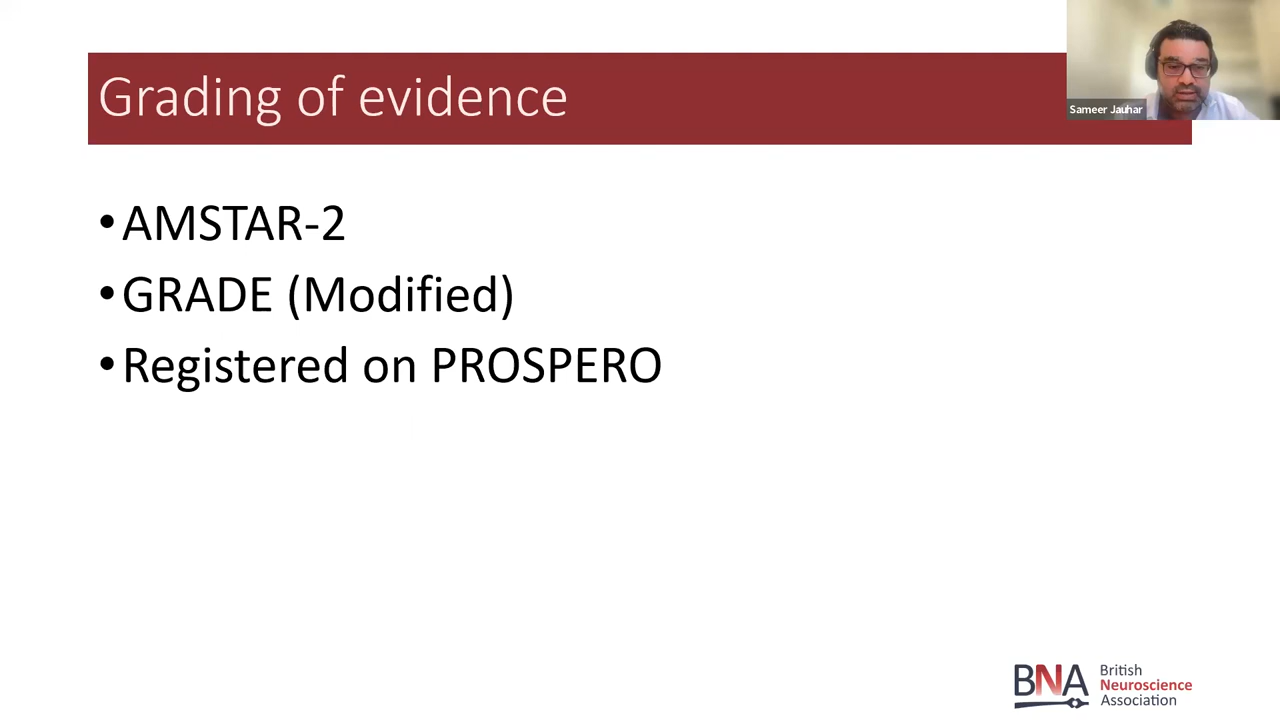 Grading of evidence
Sameer Jauhar
•AMSTAR-2
•GRADE (Modified)
•Registered on PROSPERO
BNA
British
Neuroscience
Association